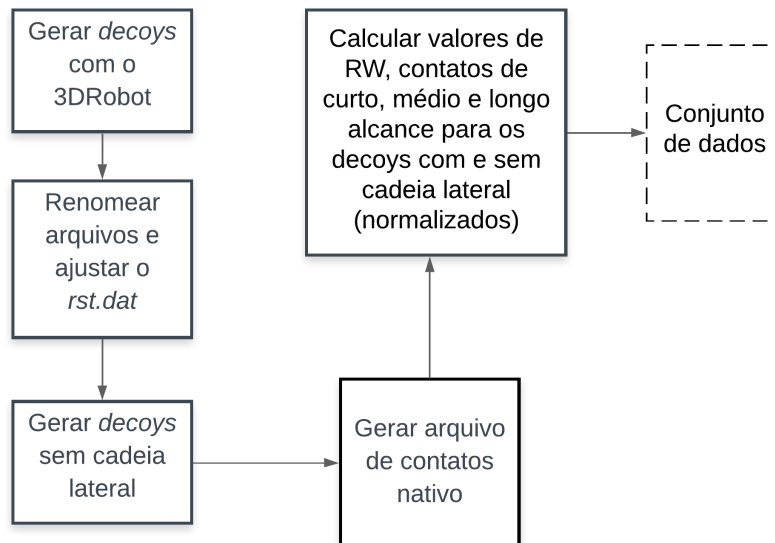 Gerar decoys
com o
3DRobot
Renomear
arquivos e
ajustar o
rst.dat
Gerar decoys
sem cadeia
lateral
Gerar arquivo
de contatos
nativo
Calcular valores de
RW, contatos de
curto, médio e longo
alcance para os
decoys com e sem
cadeia lateral
(normalizados)
Conjunto
de dados